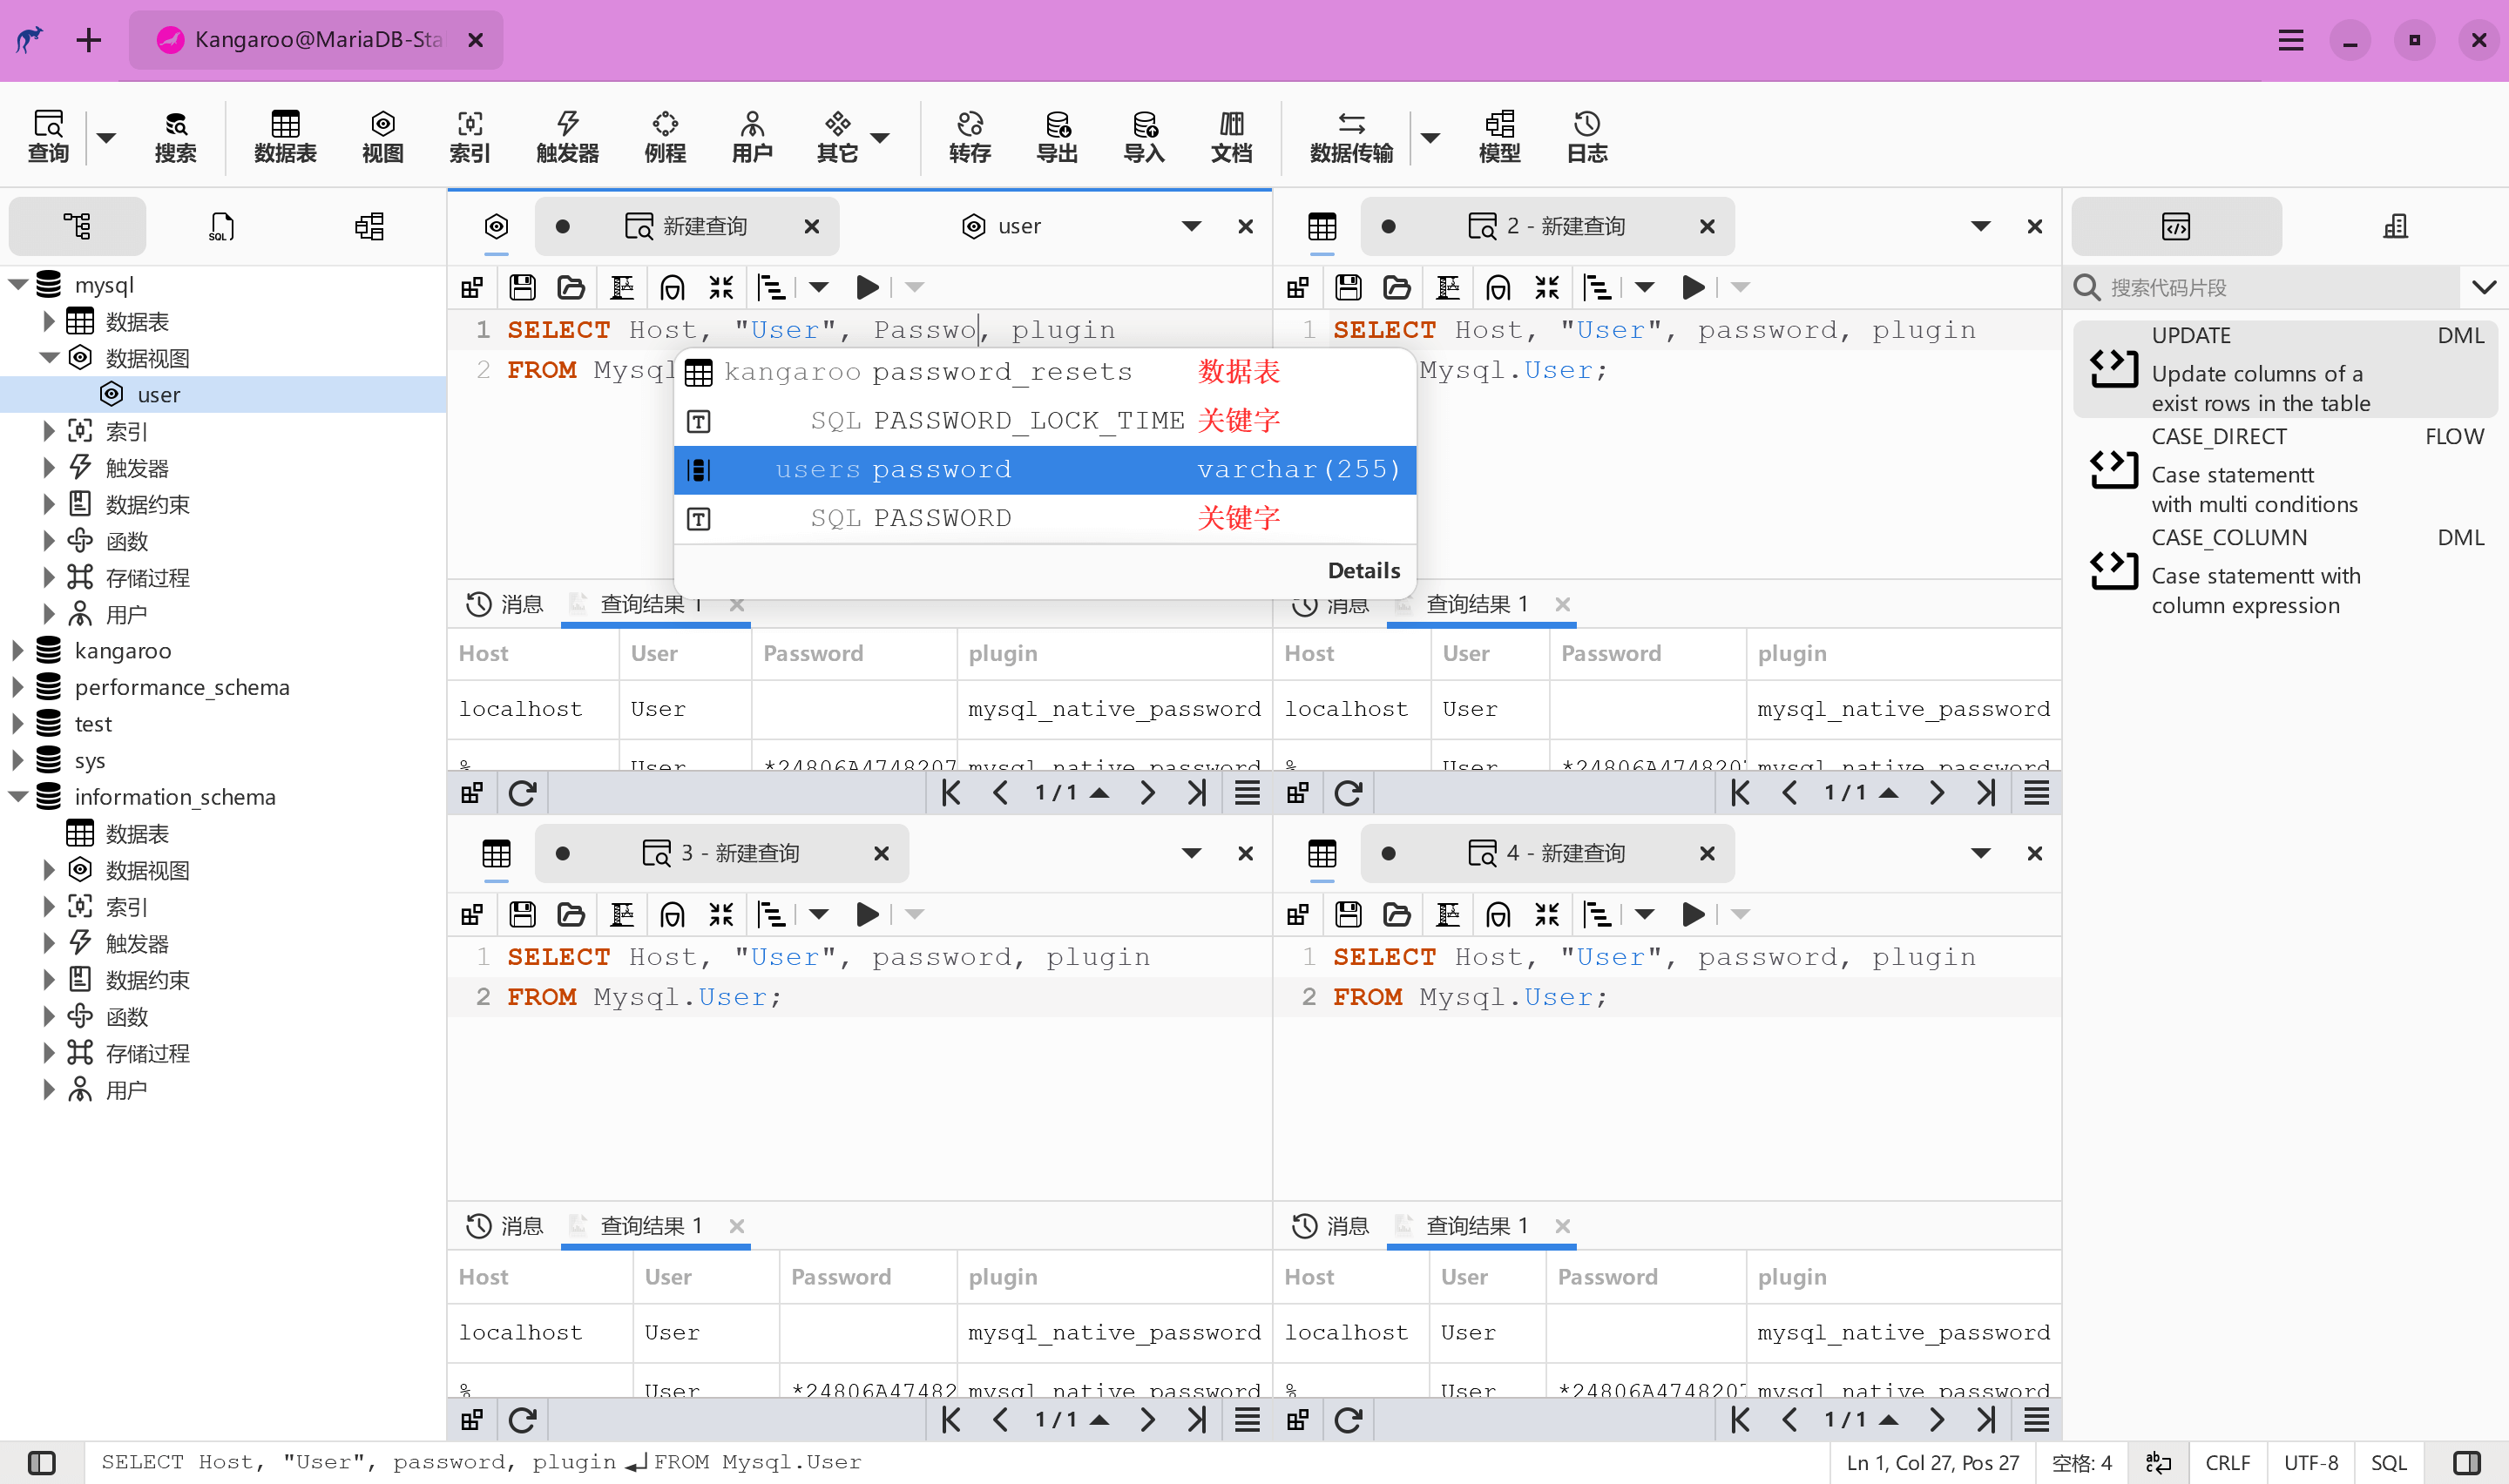 Kangaroo@MariaDB-Sta
查询
搜索
数据表
视图
索引
触发器
例程
用户
其它
转存
导出
导入
文档
数据传输
模型
日志
mysql
数据表
数据视图
user
索引
触发器
数据约束
函数
存储过程
用户
kangaroo
performance_schema
test
sys
information_schema
数据表
数据视图
索引
触发器
数据约束
函数
存储过程
用户
新建查询
user
1 SELECT Host, "User", Passwo, plugin
2 FROM Mysql
kangaroo password_resets 数据表
SQL PASSWORD_LOCK_TIME 关键字
users password varchar(255)
SQL PASSWORD 关键字
Details
消息
查询结果 1
Host User Password plugin
localhost User mysql_native_password
% User *24806A4748207 mysql_native_password
1 / 1
2 - 新建查询
1 SELECT Host, "User", password, plugin
Mysql.User;
消息
查询结果 1
Host User Password plugin
localhost User mysql_native_password
% User *24806A474820 mysql_native_password
1 / 1
3 - 新建查询
1 SELECT Host, "User", password, plugin
2 FROM Mysql.User;
消息
查询结果 1
Host User Password plugin
localhost User mysql_native_password
% User *24806A47482 mysql_native_password
1 / 1
4 - 新建查询
1 SELECT Host, "User", password, plugin
2 FROM Mysql.User;
消息
查询结果 1
Host User Password plugin
localhost User mysql_native_password
% User *24806A474820 mysql_native_password
1 / 1
搜索代码片段
UPDATE DML
Update columns of a
exist rows in the table
CASE_DIRECT FLOW
Case statementt
with multi conditions
CASE_COLUMN DML
Case statementt with
column expression
SELECT Host, "User", password, plugin FROM Mysql.User
Ln 1, Col 27, Pos 27
空格: 4
CRLF
UTF-8
SQL